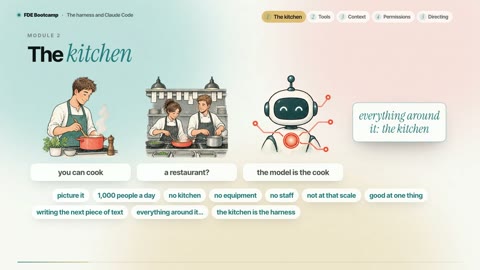 FDE Bootcamp · The harness and Claude Code
1 The kitchen 2 Tools 3 Context 4 Permissions 5 Directing
MODULE 2
The kitchen
everything around
it: the kitchen
you can cook a restaurant? the model is the cook
picture it 1,000 people a day no kitchen no equipment no staff not at that scale good at one thing
writing the next piece of text everything around it... the kitchen is the harness